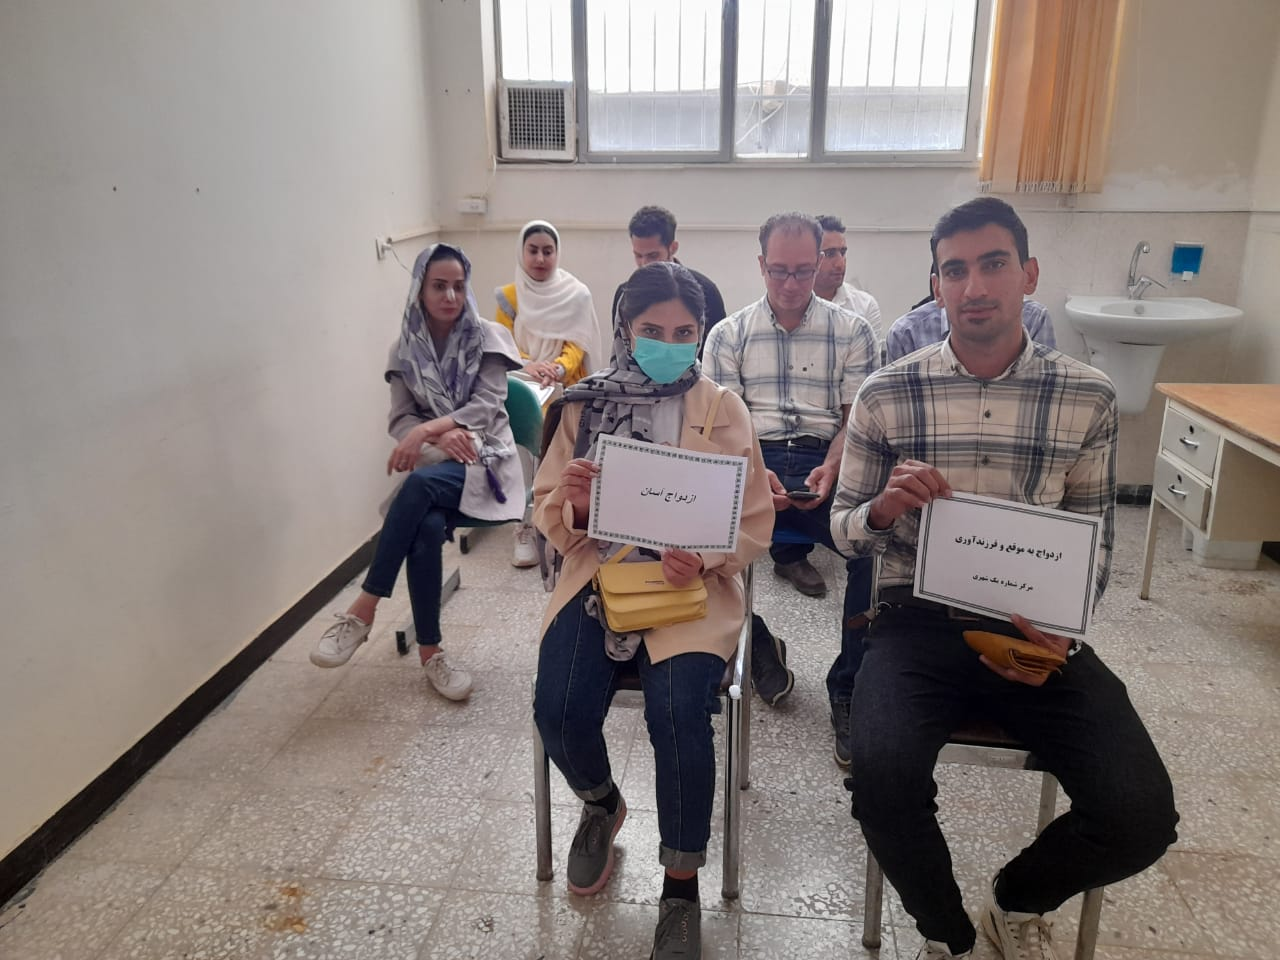 ازدواج آسان
ازدواج به موقع و فرزندآوری
مرکز شماره یک شهری